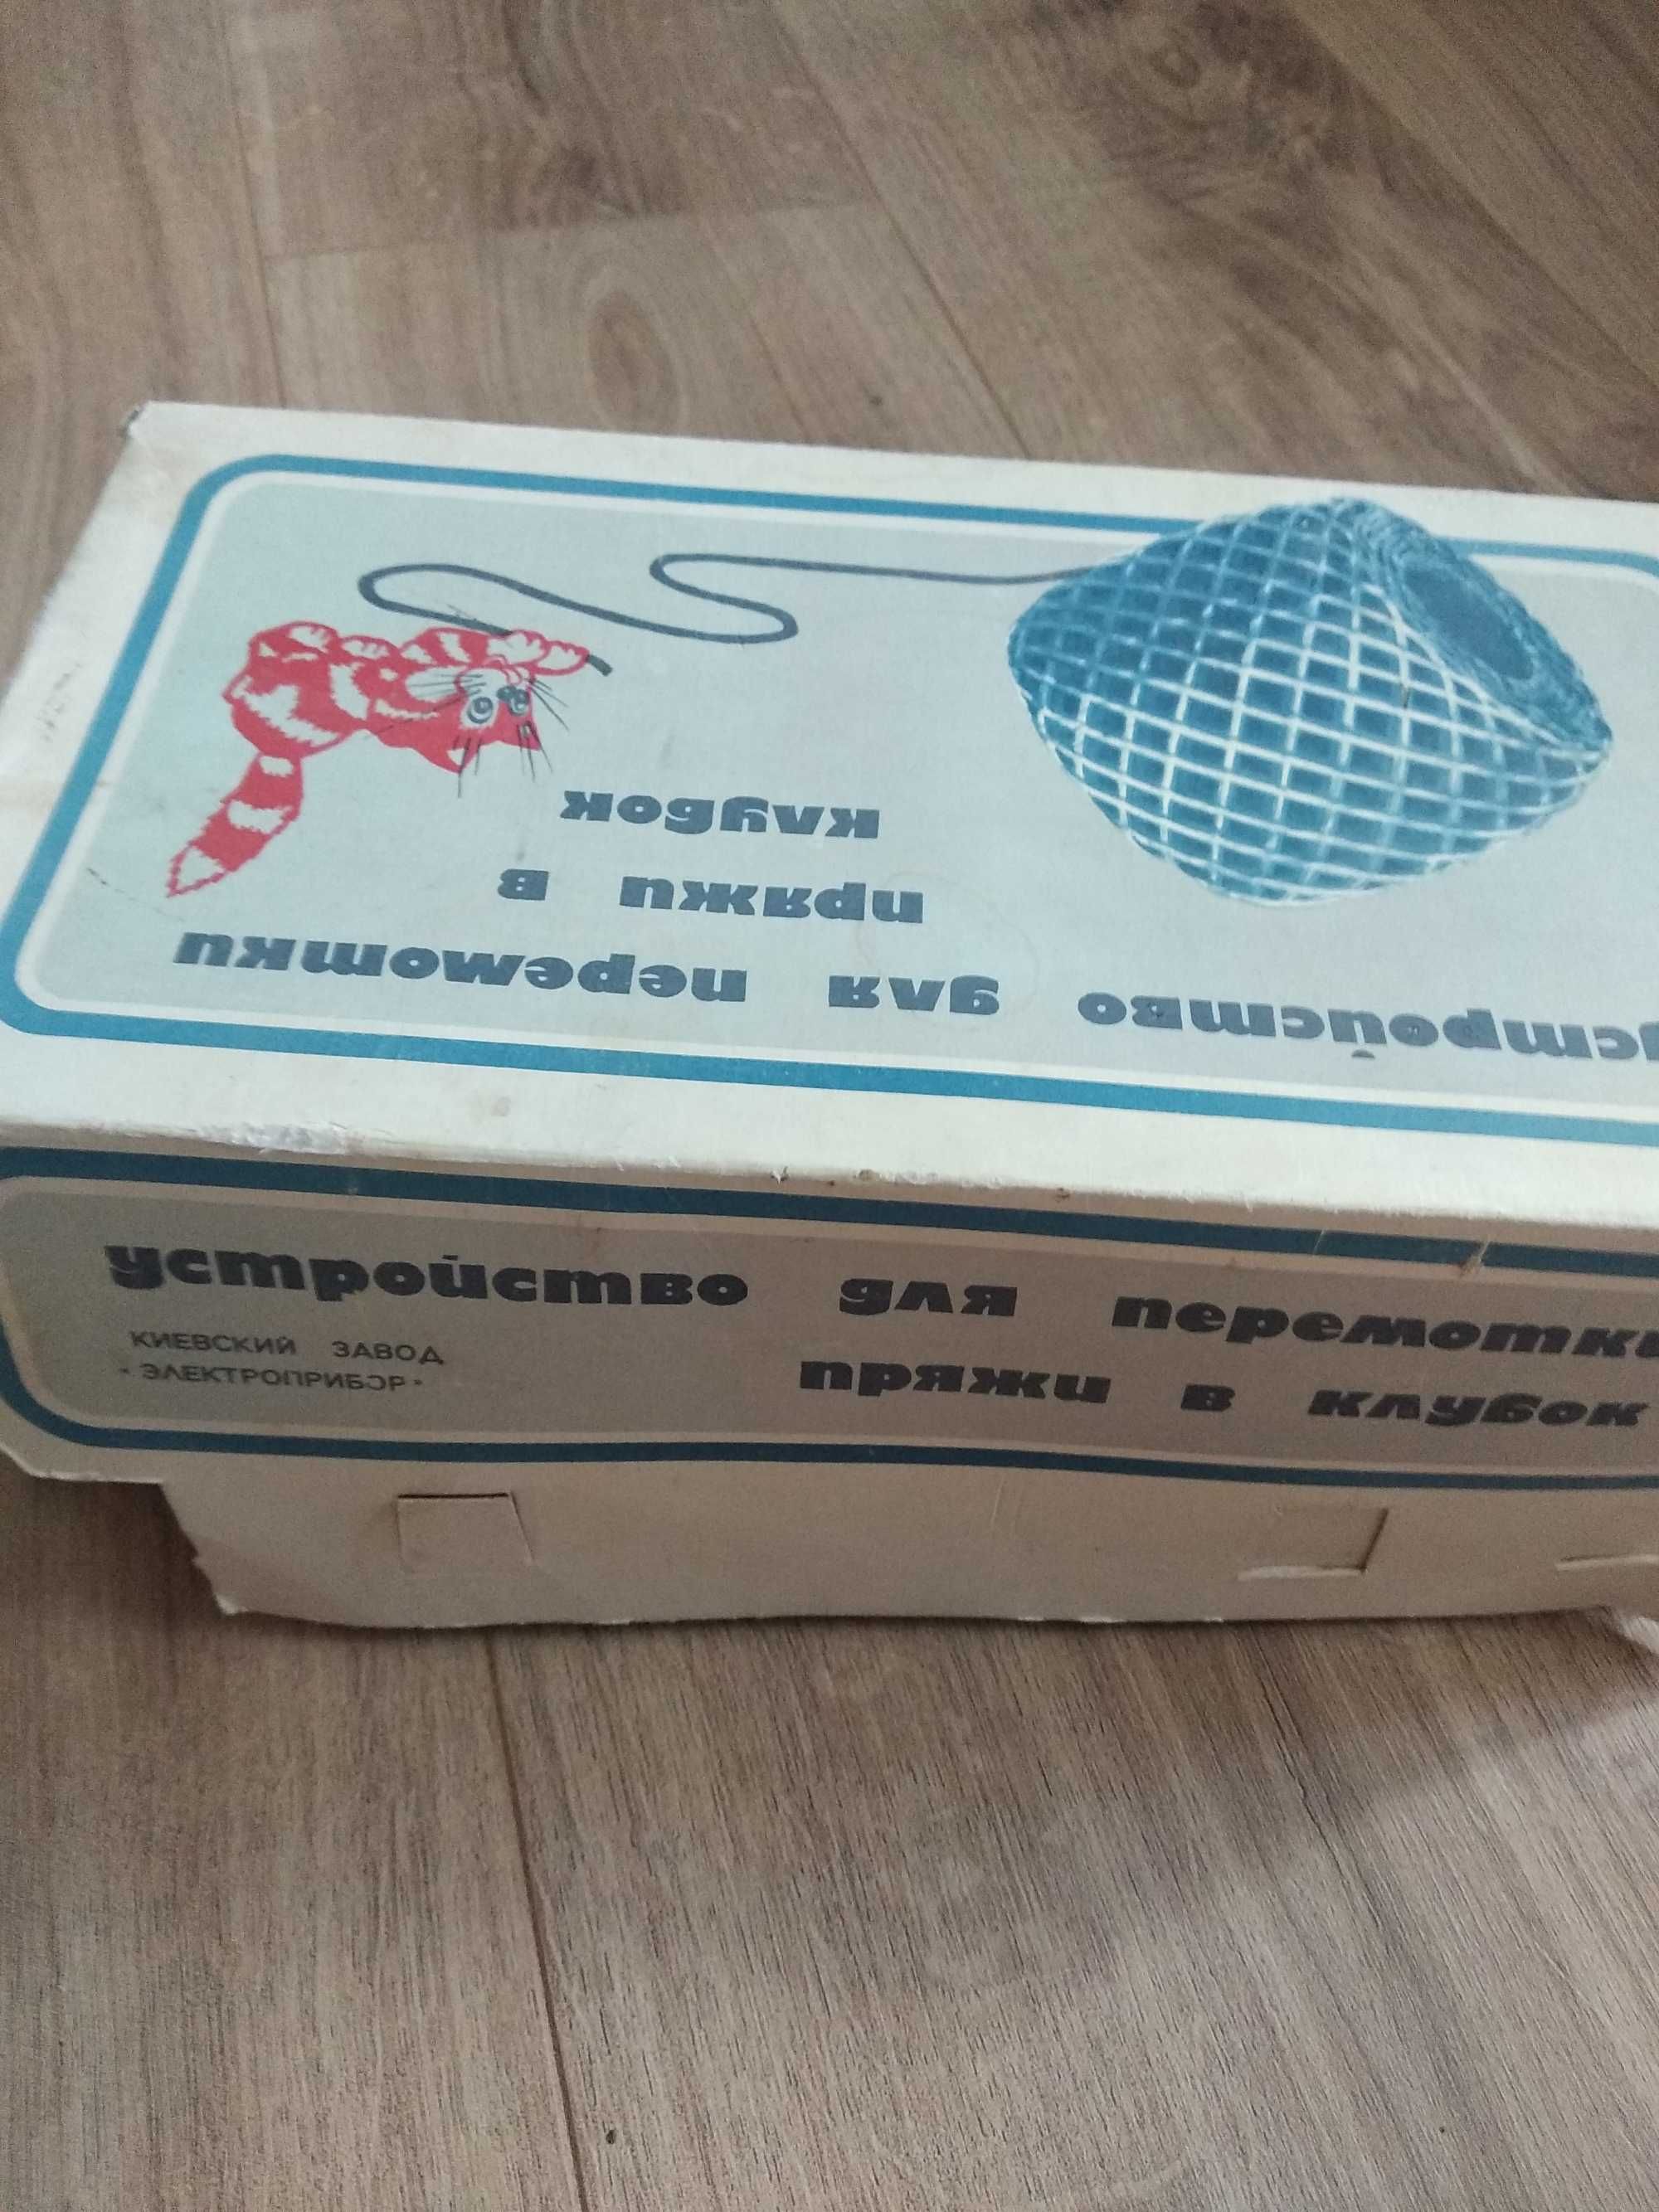 устройство для перемотки
пряжи в
клубок
устройство для перемотки
пряжи в клубок
КИЕВСКИЙ ЗАВОД
"ЭЛЕКТРОПРИБОР"